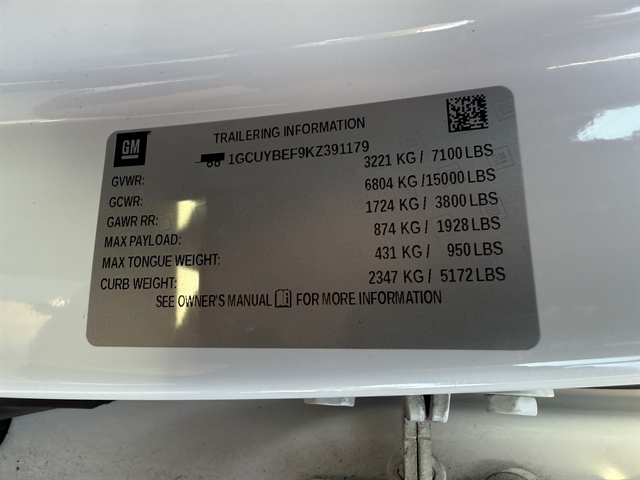 GM
TRAILERING INFORMATION
1GCUYBEF9KZ391179
GVWR: 3221 KG / 7100 LBS
GCWR: 6804 KG /15000 LBS
GAWR RR: 1724 KG / 3800 LBS
MAX PAYLOAD: 874 KG / 1928 LBS
MAX TONGUE WEIGHT: 431 KG / 950 LBS
CURB WEIGHT: 2347 KG / 5172 LBS
SEE OWNER'S MANUAL FOR MORE INFORMATION